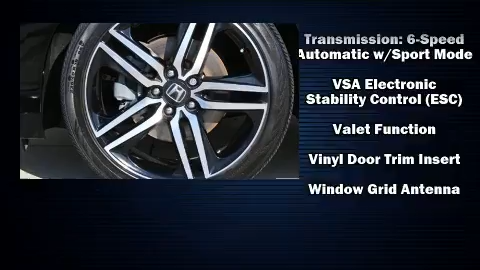 Transmission: 6-Speed
Automatic w/Sport Mode
VSA Electronic
Stability Control (ESC)
Valet Function
Vinyl Door Trim Insert
Window Grid Antenna